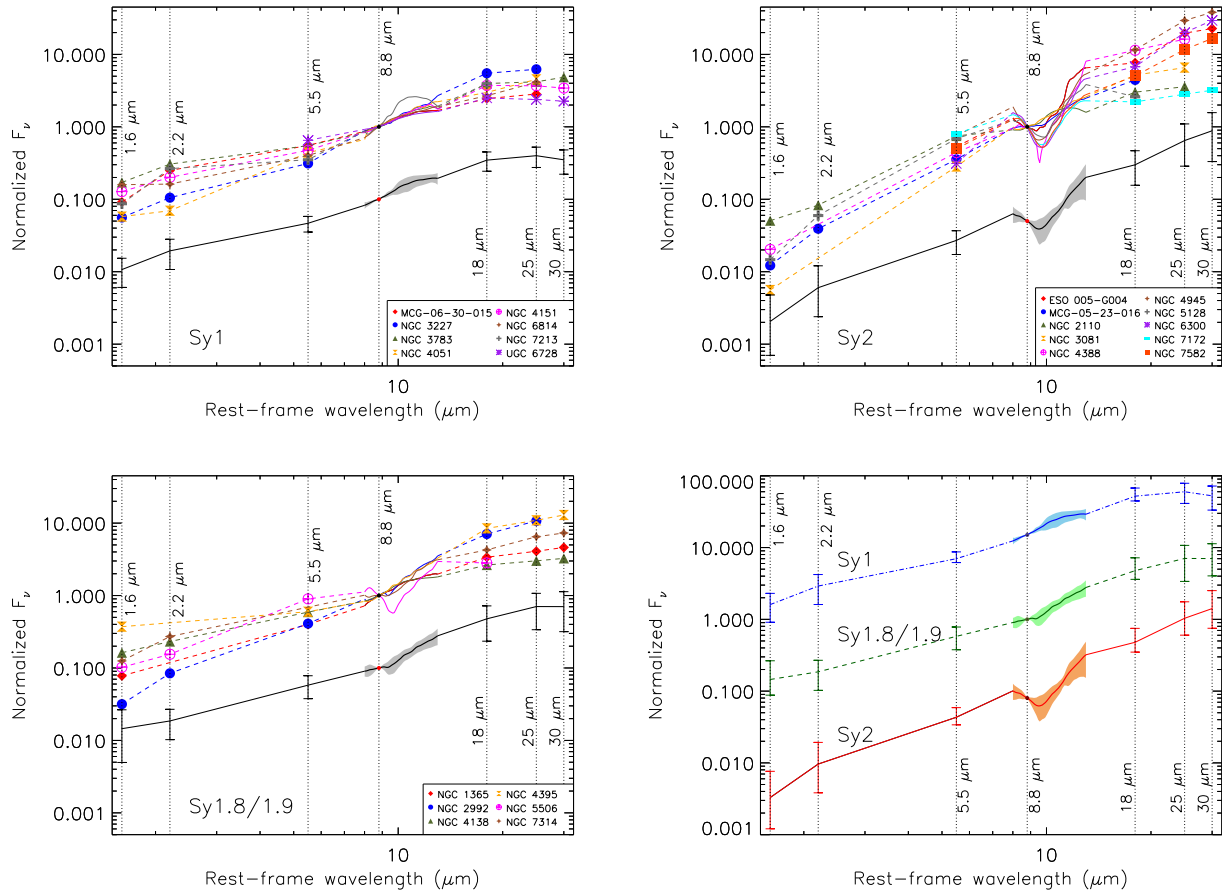 10.000
1.000
0.100
0.010
0.001
Normalized Fν
1.6 μm
2.2 μm
5.5 μm
8.8 μm
18 μm
25 μm
30 μm
Sy1
MCG-06-30-015
NGC 3227
NGC 3783
NGC 4051
NGC 4151
NGC 6814
NGC 7213
UGC 6728
10
Rest-frame wavelength (μm)
10.000
1.000
0.100
0.010
0.001
Normalized Fν
1.6 μm
2.2 μm
5.5 μm
8.8 μm
18 μm
25 μm
30 μm
Sy2
ESO 005-G004
MCG-05-23-016
NGC 2110
NGC 3081
NGC 4388
NGC 4945
NGC 5128
NGC 6300
NGC 7172
NGC 7582
10
Rest-frame wavelength (μm)
10.000
1.000
0.100
0.010
0.001
Normalized Fν
1.6 μm
2.2 μm
5.5 μm
8.8 μm
18 μm
25 μm
30 μm
Sy1.8/1.9
NGC 1365
NGC 2992
NGC 4138
NGC 4395
NGC 5506
NGC 7314
10
Rest-frame wavelength (μm)
100.000
10.000
1.000
0.100
0.010
0.001
Normalized Fν
1.6 μm
2.2 μm
Sy1
Sy1.8/1.9
Sy2
5.5 μm
8.8 μm
18 μm
25 μm
30 μm
10
Rest-frame wavelength (μm)